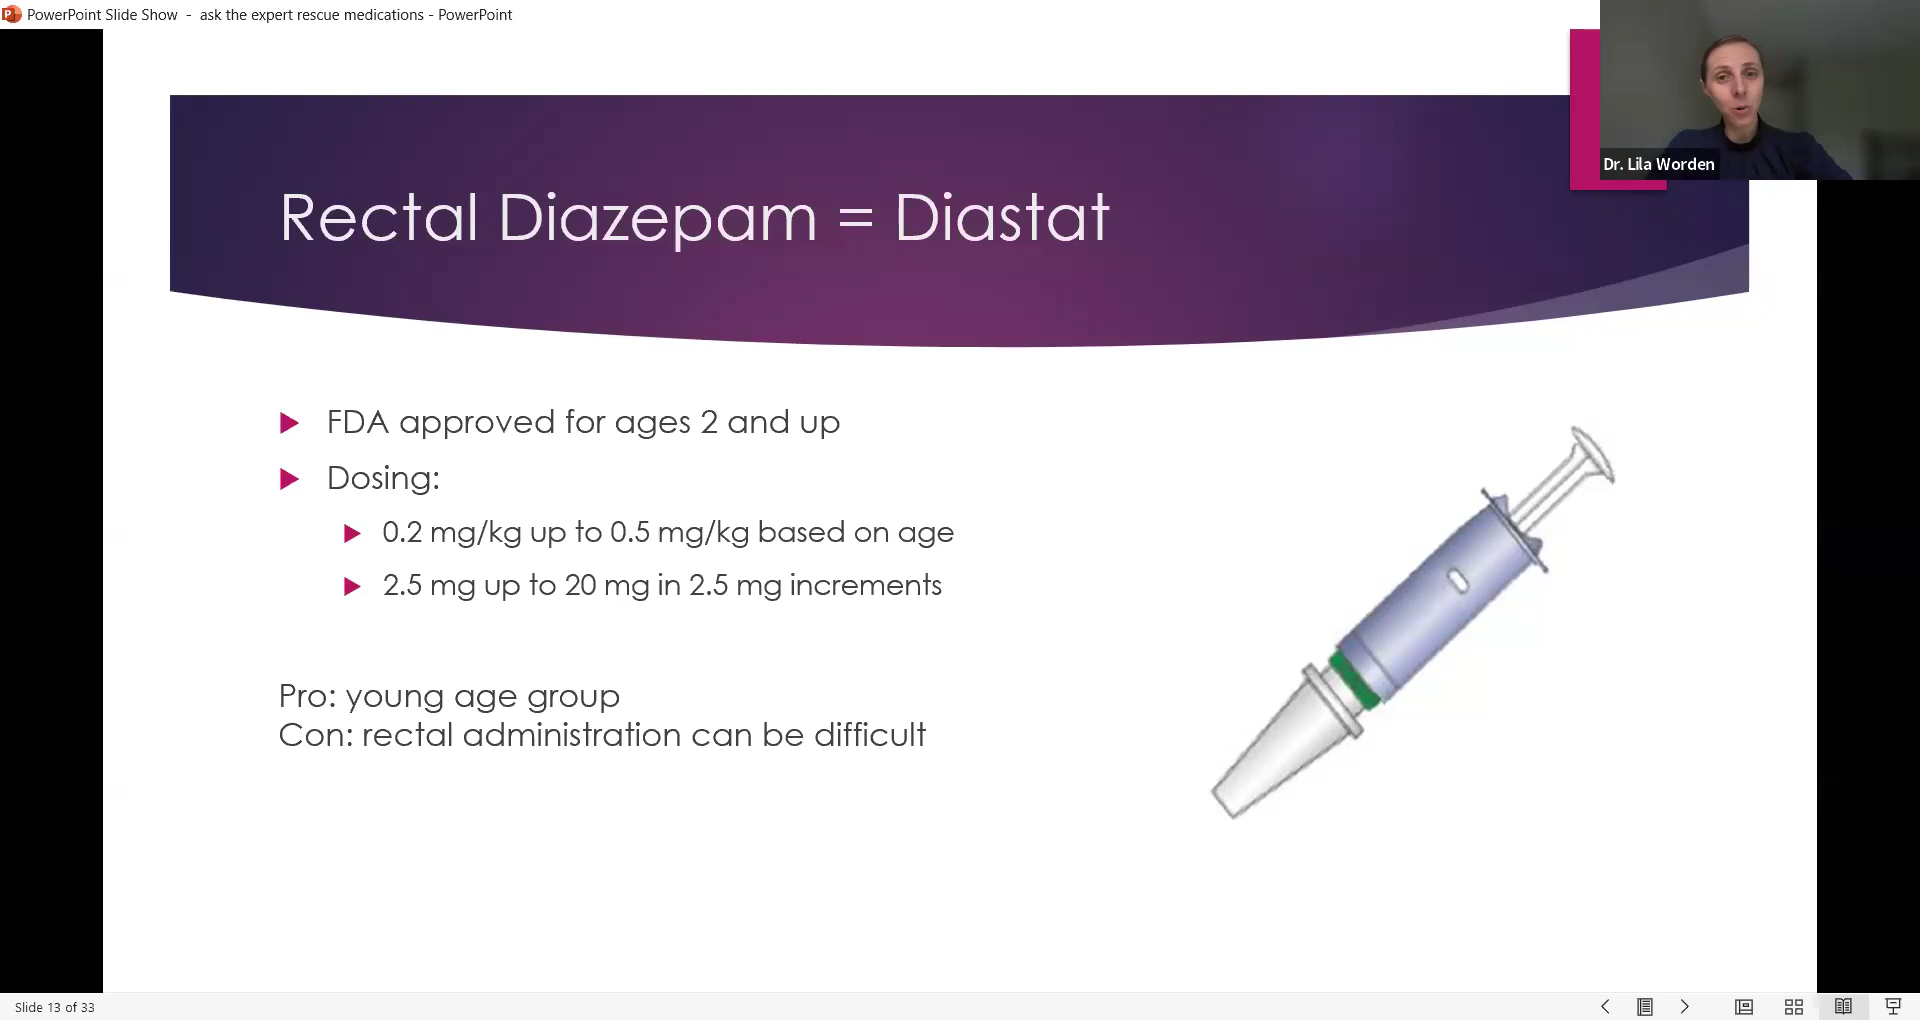 PowerPoint Slide Show - ask the expert rescue medications - PowerPoint
Dr. Lila Worden
Rectal Diazepam = Diastat
FDA approved for ages 2 and up
Dosing:
0.2 mg/kg up to 0.5 mg/kg based on age
2.5 mg up to 20 mg in 2.5 mg increments
Pro: young age group
Con: rectal administration can be difficult
Slide 13 of 33